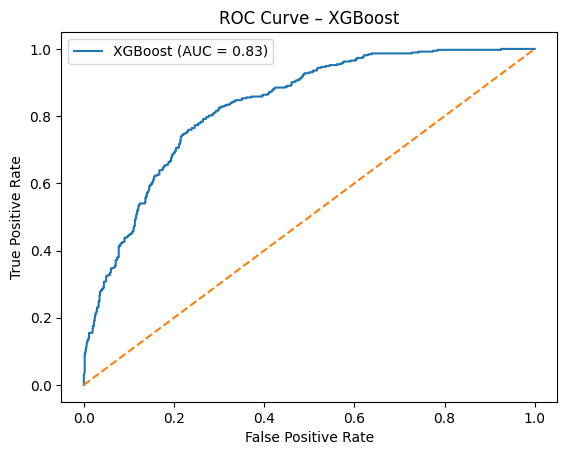 ROC Curve – XGBoost
XGBoost (AUC = 0.83)
True Positive Rate
1.0
0.8
0.6
0.4
0.2
0.0
0.0 0.2 0.4 0.6 0.8 1.0
False Positive Rate